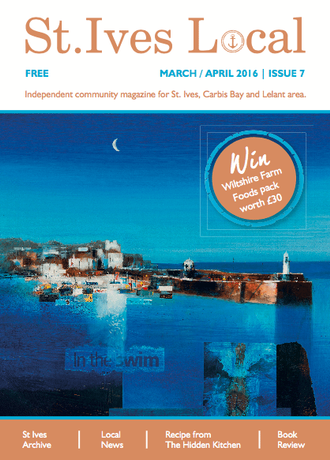 St.Ives Local
FREE
MARCH / APRIL 2016 | ISSUE 7
Independent community magazine for St. Ives, Carbis Bay and Lelant area.
Win
Wiltshire Farm
Foods pack
worth £30
In the swim
St Ives
Archive
Local
News
Recipe from
The Hidden Kitchen
Book
Review